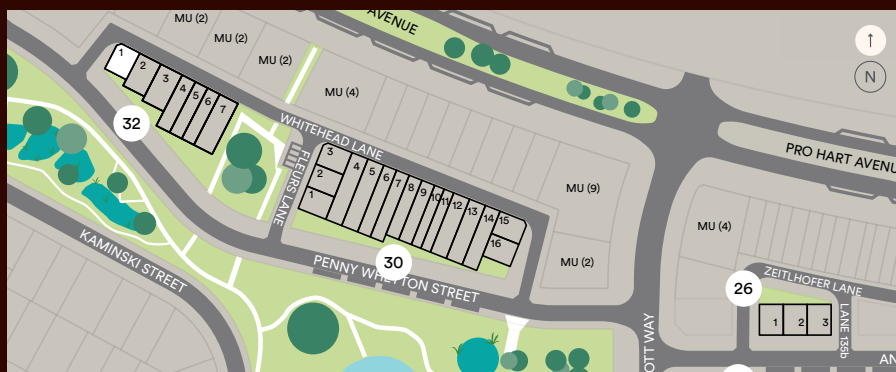 AVENUE
MU (2)
MU (2)
MU (2)
MU (4)
↑
N
1
2
3
4
5
6
7
32
WHITEHEAD LANE
FLEURS LANE
PRO HART AVENU
MU (9)
MU (2)
MU (4)
3
2
1
4
5
6
7
8
9
10
11
12
13
14
15
16
30
PENNY WHETTON STREET
KAMINSKI STREET
OTT WAY
26
ZEITLHOFER LANE
LANE 135b
1
2
3
AN